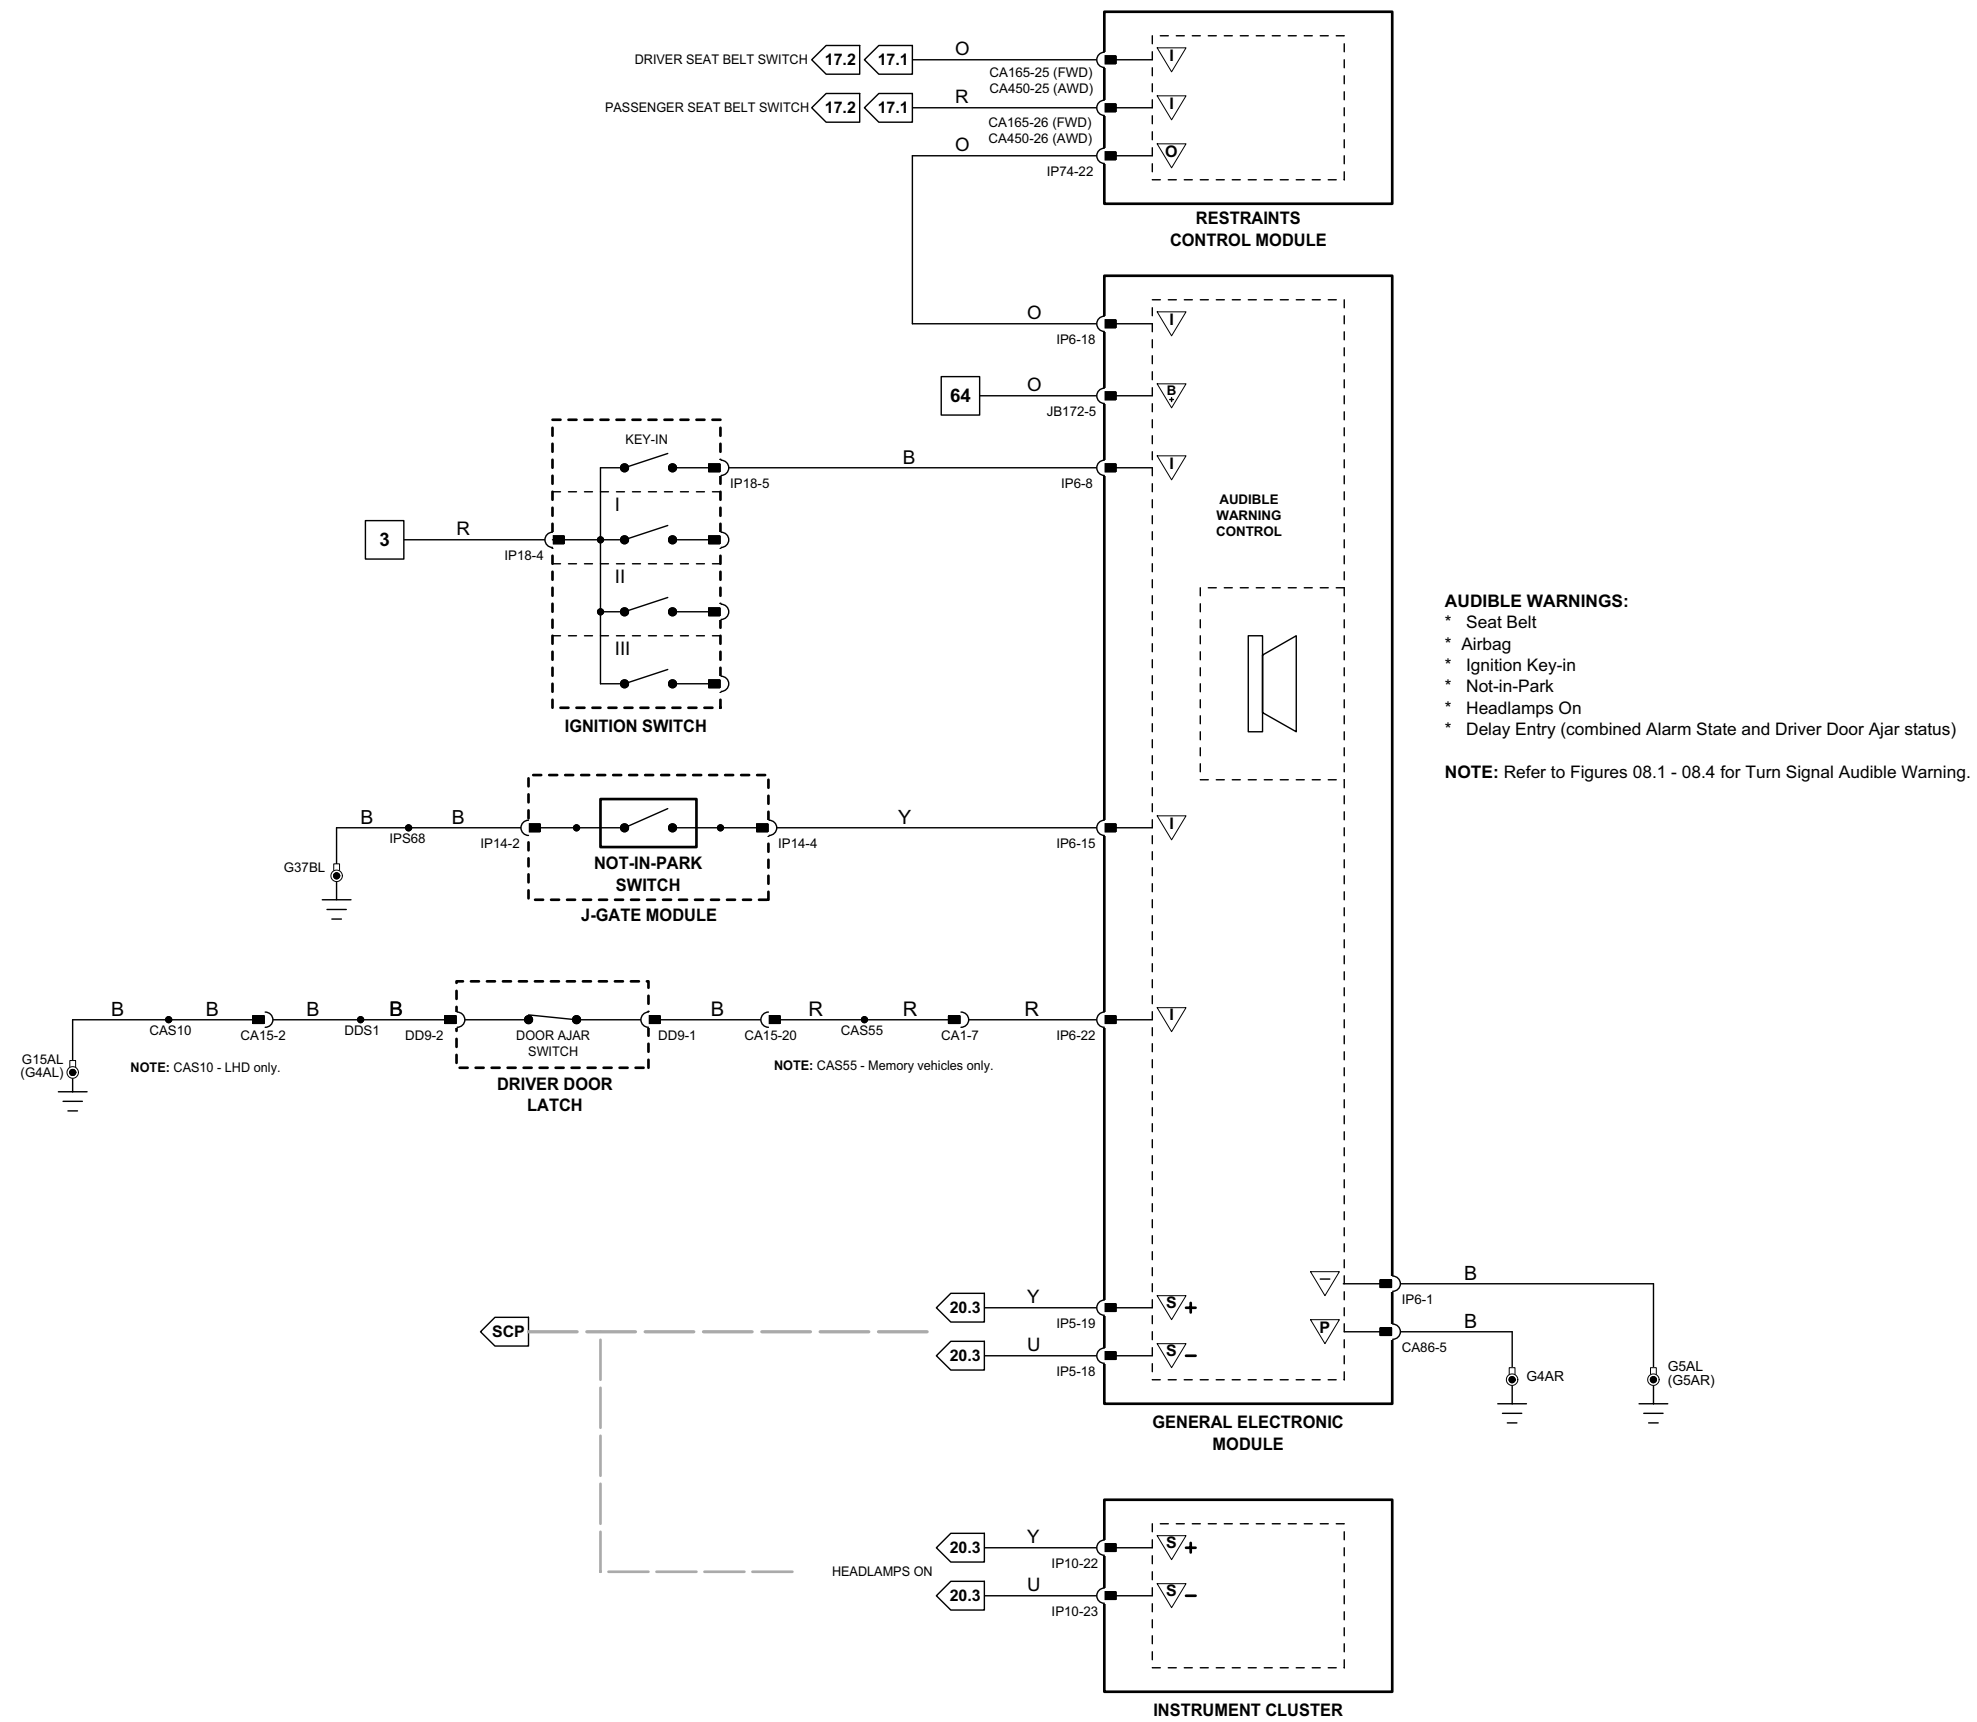 DRIVER SEAT BELT SWITCH 17.2 17.1 O I
CA165-25 (FWD)
CA450-25 (AWD)
PASSENGER SEAT BELT SWITCH 17.2 17.1 R I
CA165-26 (FWD)
CA450-26 (AWD)
O O
IP74-22
RESTRAINTS
CONTROL MODULE
O I
IP6-18
64 O B+
JB172-5
KEY-IN
B I
IP18-5 IP6-8
I
AUDIBLE
WARNING
CONTROL
3 R
IP18-4
II
III
IGNITION SWITCH
AUDIBLE WARNINGS:
* Seat Belt
* Airbag
* Ignition Key-in
* Not-in-Park
* Headlamps On
* Delay Entry (combined Alarm State and Driver Door Ajar status)
NOTE: Refer to Figures 08.1 - 08.4 for Turn Signal Audible Warning.
B B Y I
IPS68 IP14-2 IP14-4 IP6-15
G37BL
NOT-IN-PARK
SWITCH
J-GATE MODULE
B B B B B R R R I
CAS10 CA15-2 DDS1 DD9-2 DD9-1 CA15-20 CAS55 CA1-7 IP6-22
DOOR AJAR
SWITCH
G15AL
(G4AL)
NOTE: CAS10 - LHD only.
NOTE: CAS55 - Memory vehicles only.
DRIVER DOOR
LATCH
– B
IP6-1
20.3 Y S +
IP5-19
SCP
P B
CA86-5
20.3 U S –
IP5-18
G4AR
G5AL
(G5AR)
GENERAL ELECTRONIC
MODULE
20.3 Y S +
IP10-22
HEADLAMPS ON
20.3 U S –
IP10-23
INSTRUMENT CLUSTER